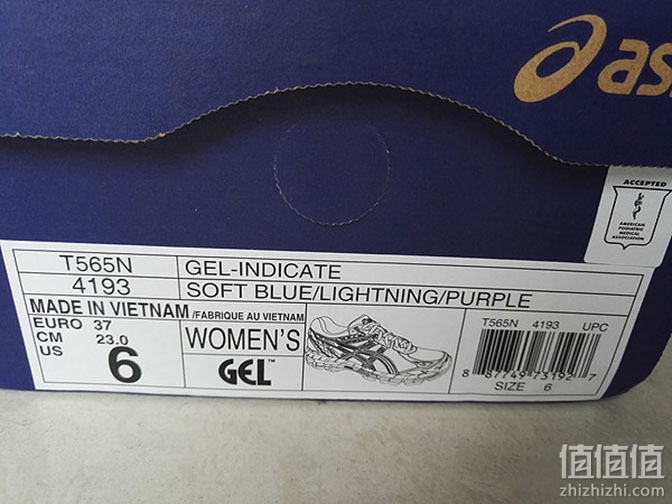 asi
ACCEPTED
AMERICAN
PODIATRIC
MEDICAL
ASSOCIATION
T565N GEL-INDICATE
4193 SOFT BLUE/LIGHTNING/PURPLE
MADE IN VIETNAM /FABRIQUE AU VIETNAM
EURO 37
CM 23.0
US 6
WOMEN'S
GEL™
T565N 4193 UPC
8 87749 73192 7
SIZE 6
值值值
zhizhizhi.com